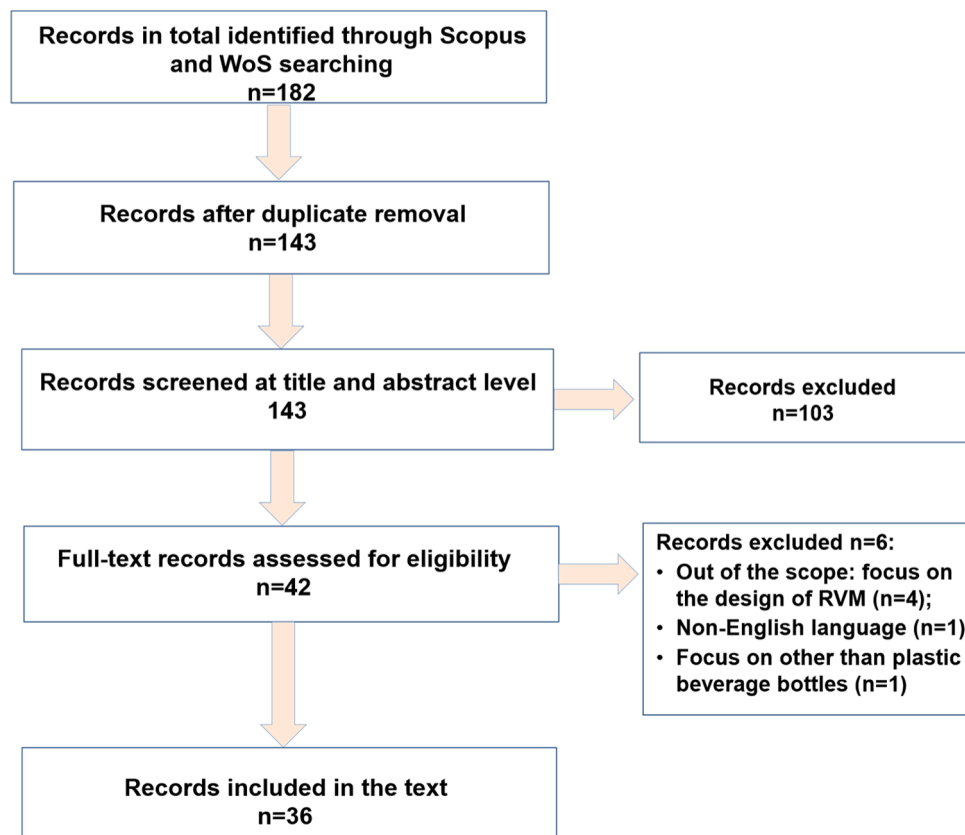 Records in total identified through Scopus
and WoS searching
n=182
Records after duplicate removal
n=143
Records screened at title and abstract level
143
Records excluded
n=103
Full-text records assessed for eligibility
n=42
Records excluded n=6:
• Out of the scope: focus on
the design of RVM (n=4);
• Non-English language (n=1)
• Focus on other than plastic
beverage bottles (n=1)
Records included in the text
n=36